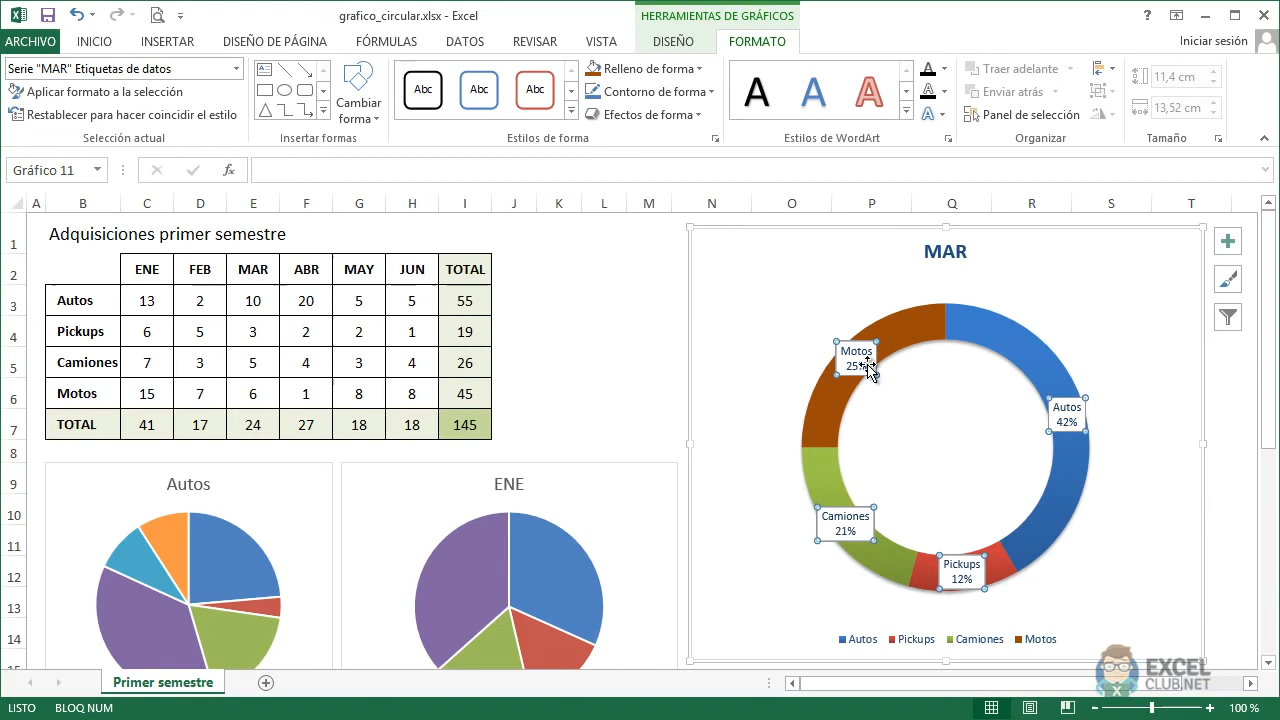 grafico_circular.xlsx - Excel
HERRAMIENTAS DE GRÁFICOS
?
ARCHIVO INICIO INSERTAR DISEÑO DE PÁGINA FÓRMULAS DATOS REVISAR VISTA DISEÑO FORMATO Iniciar sesión
Serie "MAR" Etiquetas de datos
Aplicar formato a la selección
Restablecer para hacer concidir el estilo
Selección actual
Cambiar
forma
Insertar formas
Abc Abc Abc
Relleno de forma
Contorno de forma
Efectos de forma
Estilos de forma
A A A
Estilos de WordArt
Traer adelante
Enviar atrás
Panel de selección
Organizar
11,4 cm
13,52 cm
Tamaño
Gráfico 11
fx
A B C D E F G H I J K L M N O P Q R S T
1 Adquisiciones primer semestre
2 ENE FEB MAR ABR MAY JUN TOTAL
3 Autos 13 2 10 20 5 5 55
4 Pickups 6 5 3 2 2 1 19
5 Camiones 7 3 5 4 3 4 26
6 Motos 15 7 6 1 8 8 45
7 TOTAL 41 17 24 27 18 18 145
8
9
10
11
12
13
14
15
Autos
ENE
MAR
Motos
25%
Autos
42%
Camiones
21%
Pickups
12%
Autos Pickups Camiones Motos
EXCEL
CLUB.NET
Primer semestre
LISTO BLOQ NUM 100 %